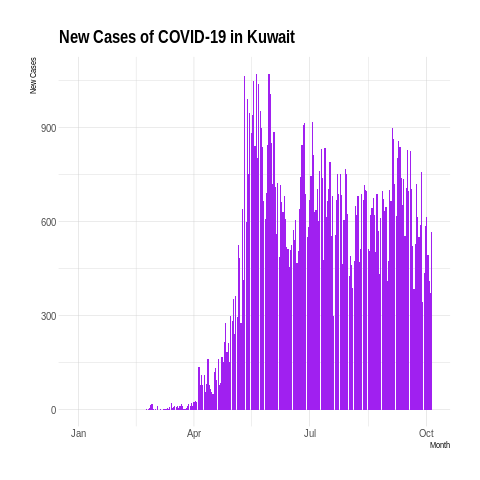 New Cases of COVID-19 in Kuwait
New Cases
900
600
300
0
Jan Apr Jul Oct
Month